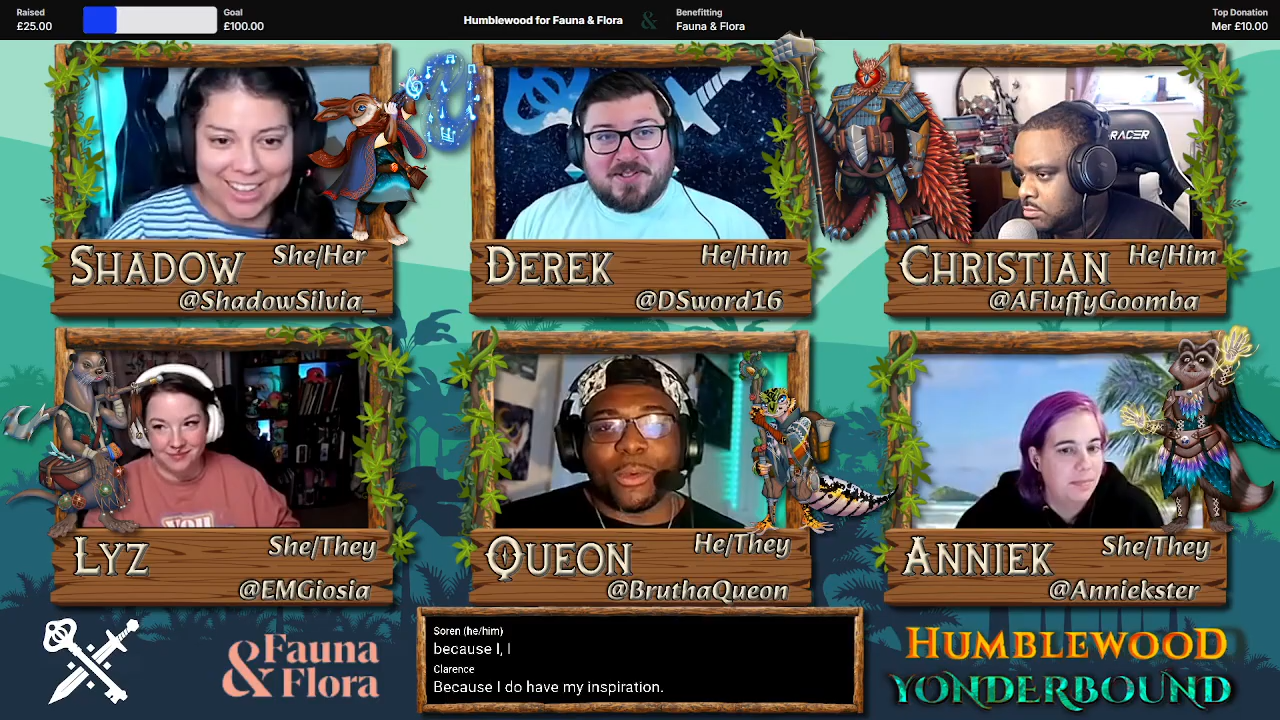 Raised
£25.00
Goal
£100.00
Humblewood for Fauna & Flora
&
Benefitting
Fauna & Flora
Top Donation
Mer £10.00
RACER
SHADOW She/Her
@ShadowSilvia_
DEREK He/Him
@DSword16
CHRISTIAN He/Him
@AFluffyGoomba
YOU
LYZ She/They
@EMGiosia
QUEON He/They
@BruthaQueon
ANNIEK She/They
@Anniekster
Fauna
& Flora
Soren (he/him)
because I, I
Clarence
Because I do have my inspiration.
HUMBLEWOOD
YONDERBOUND